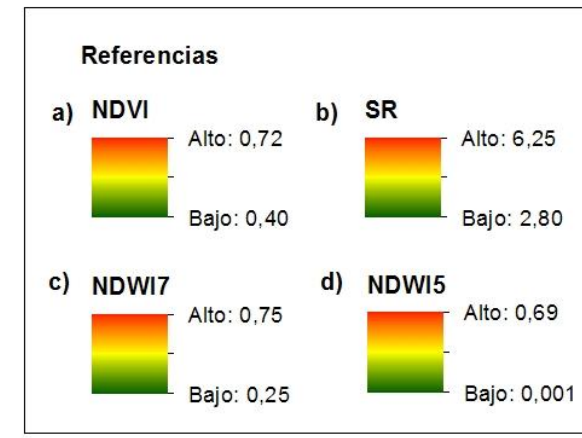 Referencias
a) NDVI
Alto: 0,72
Bajo: 0,40
b) SR
Alto: 6,25
Bajo: 2,80
c) NDWI7
Alto: 0,75
Bajo: 0,25
d) NDWI5
Alto: 0,69
Bajo: 0,001